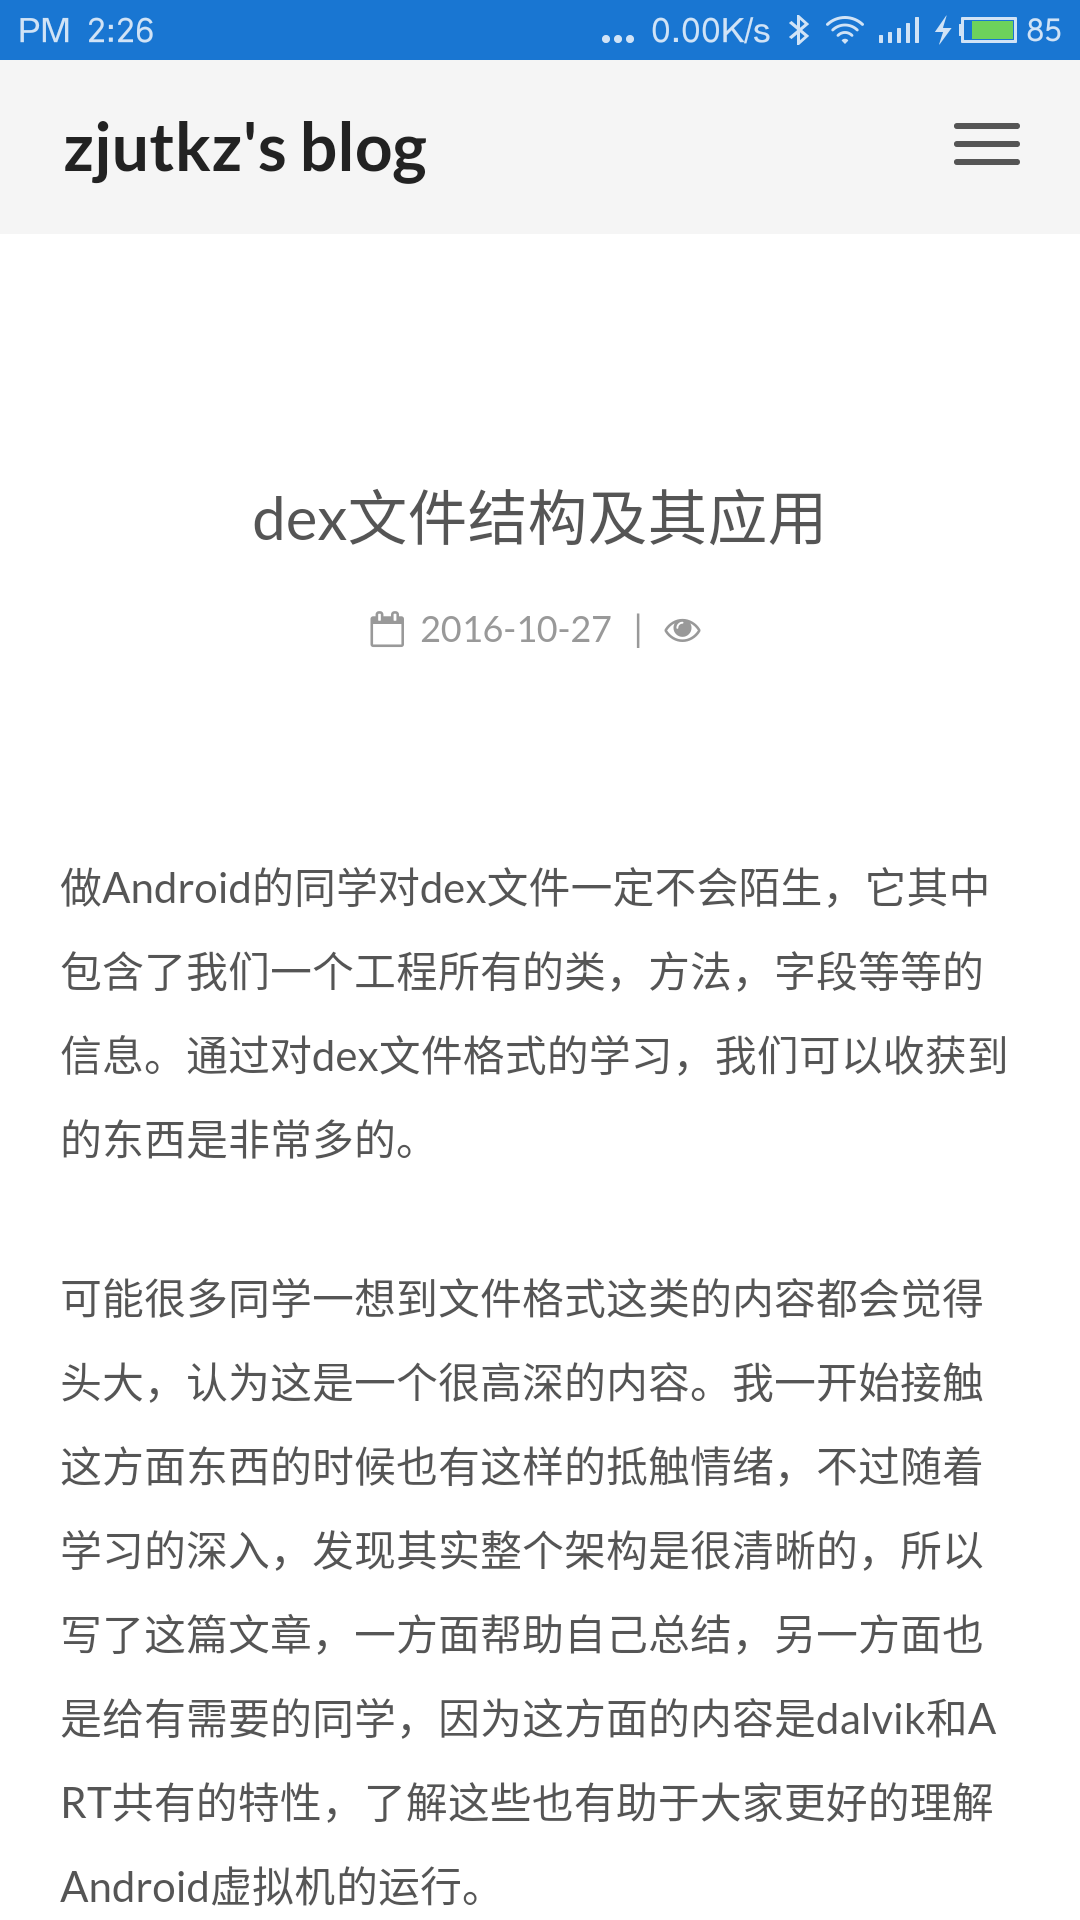 PM 2:26
... 0.00K/s 85
zjutkz's blog
dex文件结构及其应用
2016-10-27 |
做Android的同学对dex文件一定不会陌生，它其中
包含了我们一个工程所有的类，方法，字段等等的
信息。通过对dex文件格式的学习，我们可以收获到
的东西是非常多的。
可能很多同学一想到文件格式这类的内容都会觉得
头大，认为这是一个很高深的内容。我一开始接触
这方面东西的时候也有这样的抵触情绪，不过随着
学习的深入，发现其实整个架构是很清晰的，所以
写了这篇文章，一方面帮助自己总结，另一方面也
是给有需要的同学，因为这方面的内容是dalvik和A
RT共有的特性，了解这些也有助于大家更好的理解
Android虚拟机的运行。